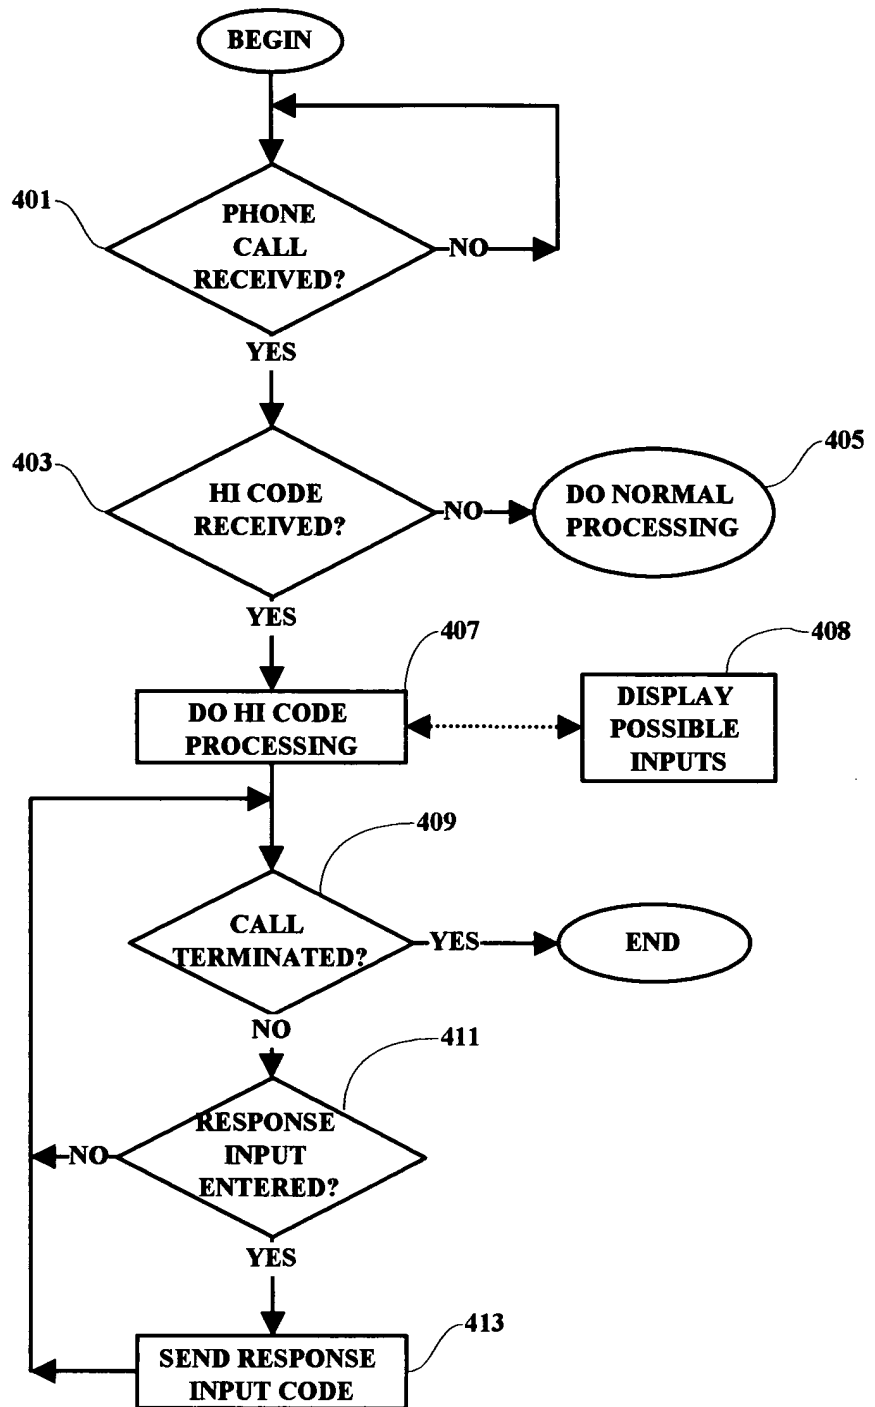 BEGIN
401
PHONE
CALL
RECEIVED?
NO
YES
403
HI CODE
RECEIVED?
NO
405
DO NORMAL
PROCESSING
YES
407
DO HI CODE
PROCESSING
408
DISPLAY
POSSIBLE
INPUTS
409
CALL
TERMINATED?
YES
END
NO
411
RESPONSE
INPUT
ENTERED?
NO
YES
413
SEND RESPONSE
INPUT CODE